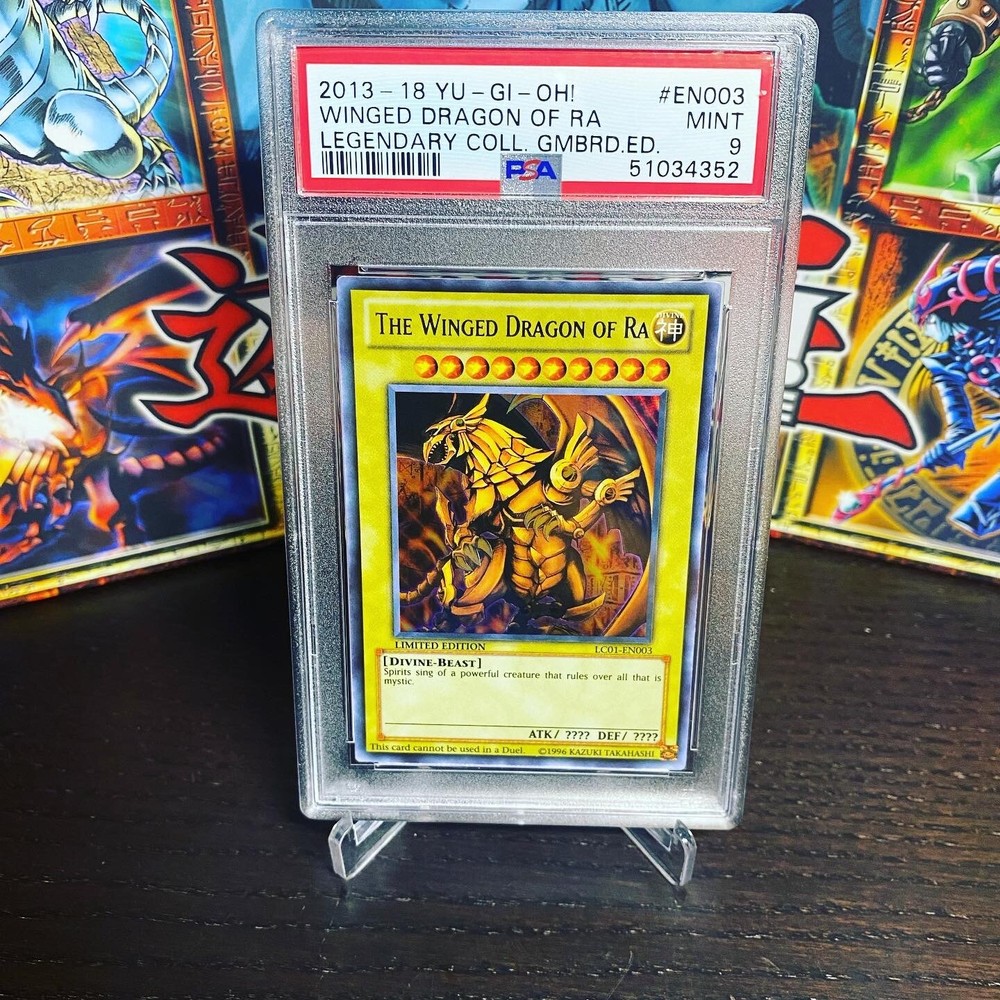 2013-18 YU-GI-OH! #EN003
WINGED DRAGON OF RA MINT
LEGENDARY COLL. GMBRD.ED. 9
PSA 51034352
THE WINGED DRAGON OF RA
DIVINE
神
LIMITED EDITION LC01-EN003
[DIVINE-BEAST]
Spirits sing of a powerful creature that rules over all that is
mystic.
ATK/ ???? DEF/ ????
This card cannot be used in a Duel. ©1996 KAZUKI TAKAHASHI